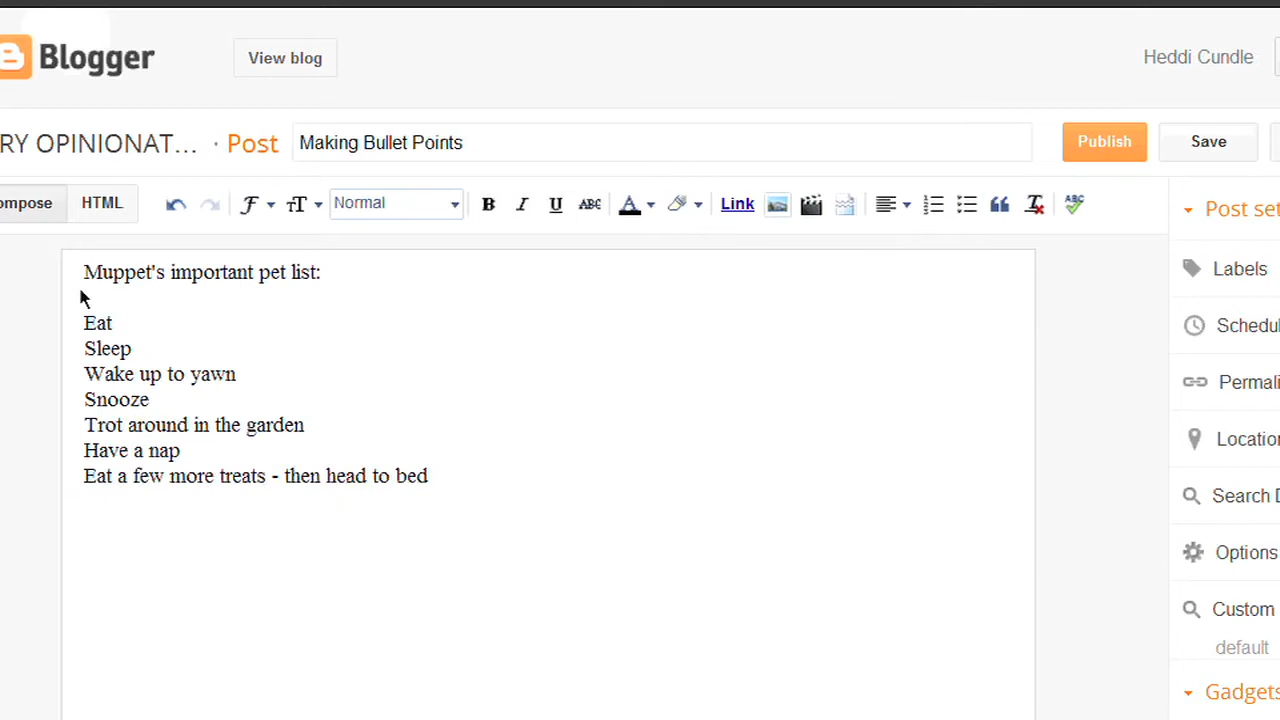 Blogger View blog Heddi Cundle
RY OPINIONAT... · Post Making Bullet Points Publish Save
ompose HTML Normal B I U ABC A Link ABC
Post set
Muppet's important pet list:
Labels
Eat
Schedul
Sleep
Wake up to yawn
Permali
Snooze
Trot around in the garden
Locatio
Have a nap
Eat a few more treats - then head to bed
Search D
Options
Custom
default
Gadgets